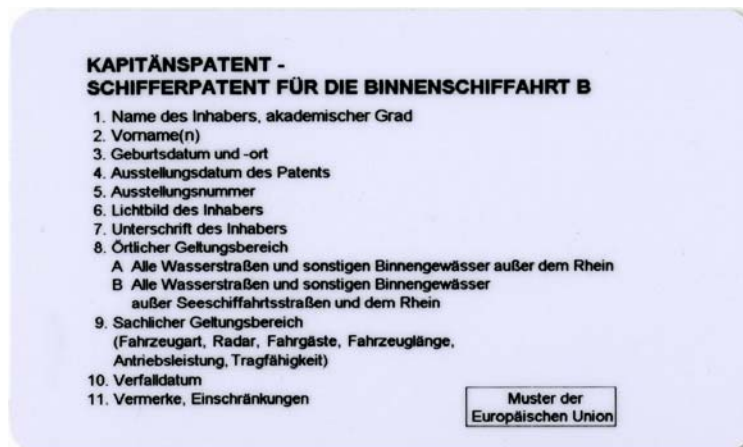 KAPITÄNSPATENT -
SCHIFFERPATENT FÜR DIE BINNENSCHIFFAHRT B
1. Name des Inhabers, akademischer Grad
2. Vorname(n)
3. Geburtsdatum und -ort
4. Ausstellungsdatum des Patents
5. Ausstellungsnummer
6. Lichtbild des Inhabers
7. Unterschrift des Inhabers
8. Örtlicher Geltungsbereich
A Alle Wasserstraßen und sonstigen Binnengewässer außer dem Rhein
B Alle Wasserstraßen und sonstigen Binnengewässer
außer Seeschiffahrtsstraßen und dem Rhein
9. Sachlicher Geltungsbereich
(Fahrzeugart, Radar, Fahrgäste, Fahrzeuglänge,
Antriebsleistung, Tragfähigkeit)
10. Verfalldatum
11. Vermerke, Einschränkungen
Muster der
Europäischen Union